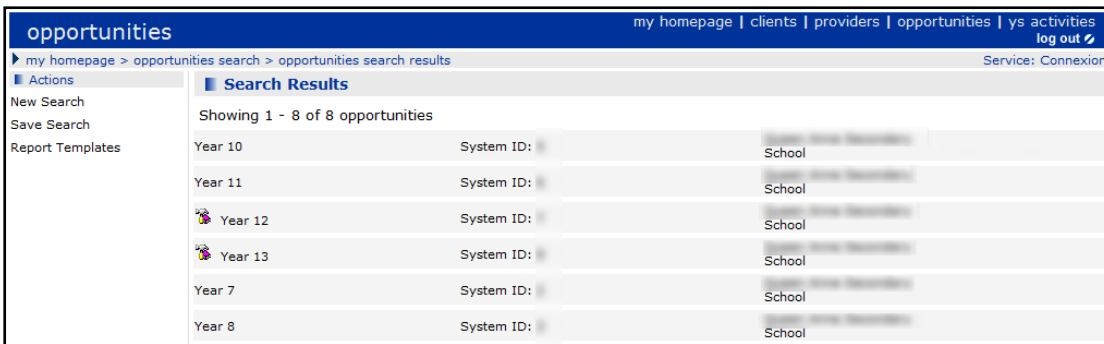 opportunities
my homepage | clients | providers | opportunities | ys activities
log out
my homepage > opportunities search > opportunities search results
Service: Connexion
Actions
New Search
Save Search
Report Templates
Search Results
Showing 1 - 8 of 8 opportunities
Year 10 System ID:
School
Year 11 System ID:
School
Year 12 System ID:
School
Year 13 System ID:
School
Year 7 System ID:
School
Year 8 System ID:
School